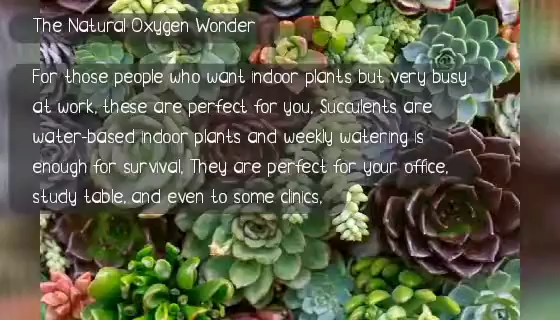 The Natural Oxygen Wonder
For those people who want indoor plants but very busy
at work, these are perfect for you, Succulents are
water-based indoor plants and weekly watering is
enough for survival, They are perfect for your office,
study table, and even to some clinics,